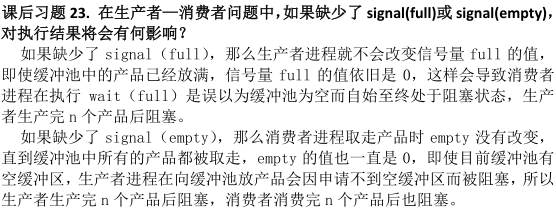 课后习题 23. 在生产者—消费者问题中,如果缺少了 signal(full)或 signal(empty),
对执行结果将会有何影响？
如果缺少了 signal（full），那么生产者进程就不会改变信号量 full 的值，
即使缓冲池中的产品已经放满，信号量 full 的值依旧是 0，这样会导致消费者
进程在执行 wait（full）是误以为缓冲池为空而自始至终处于阻塞状态，生产
者生产完 n 个产品后阻塞。
如果缺少了 signal（empty），那么消费者进程取走产品时 empty 没有改变，
直到缓冲池中所有的产品都被取走，empty 的值也一直是 0，即使目前缓冲池有
空缓冲区，生产者进程在向缓冲池放产品会因申请不到空缓冲区而被阻塞，所以
生产者生产完 n 个产品后阻塞，消费者消费完 n 个产品后也阻塞。